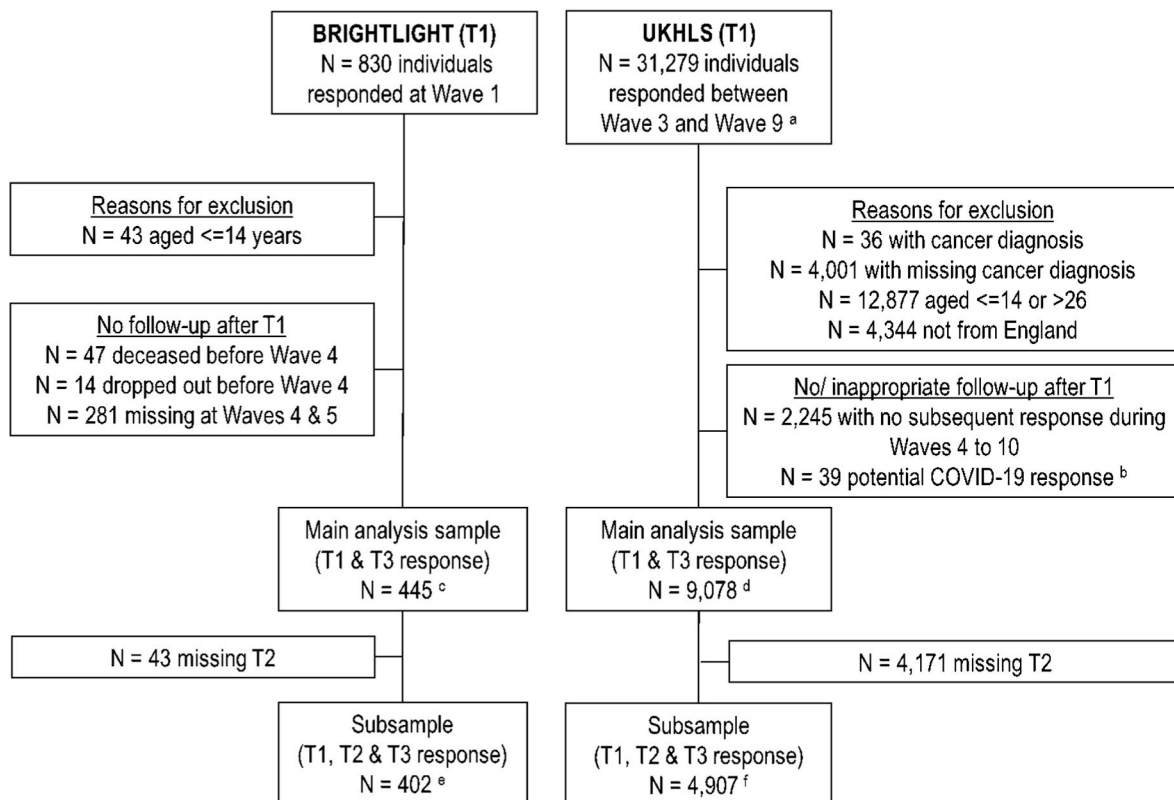 BRIGHTLIGHT (T1)
N = 830 individuals
responded at Wave 1
UKHLS (T1)
N = 31,279 individuals
responded between
Wave 3 and Wave 9 a
Reasons for exclusion
N = 43 aged <=14 years
Reasons for exclusion
N = 36 with cancer diagnosis
N = 4,001 with missing cancer diagnosis
N = 12,877 aged <=14 or >26
N = 4,344 not from England
No follow-up after T1
N = 47 deceased before Wave 4
N = 14 dropped out before Wave 4
N = 281 missing at Waves 4 & 5
No/ inappropriate follow-up after T1
N = 2,245 with no subsequent response during
Waves 4 to 10
N = 39 potential COVID-19 response b
Main analysis sample
(T1 & T3 response)
N = 445 c
Main analysis sample
(T1 & T3 response)
N = 9,078 d
N = 43 missing T2
N = 4,171 missing T2
Subsample
(T1, T2 & T3 response)
N = 402 e
Subsample
(T1, T2 & T3 response)
N = 4,907 f